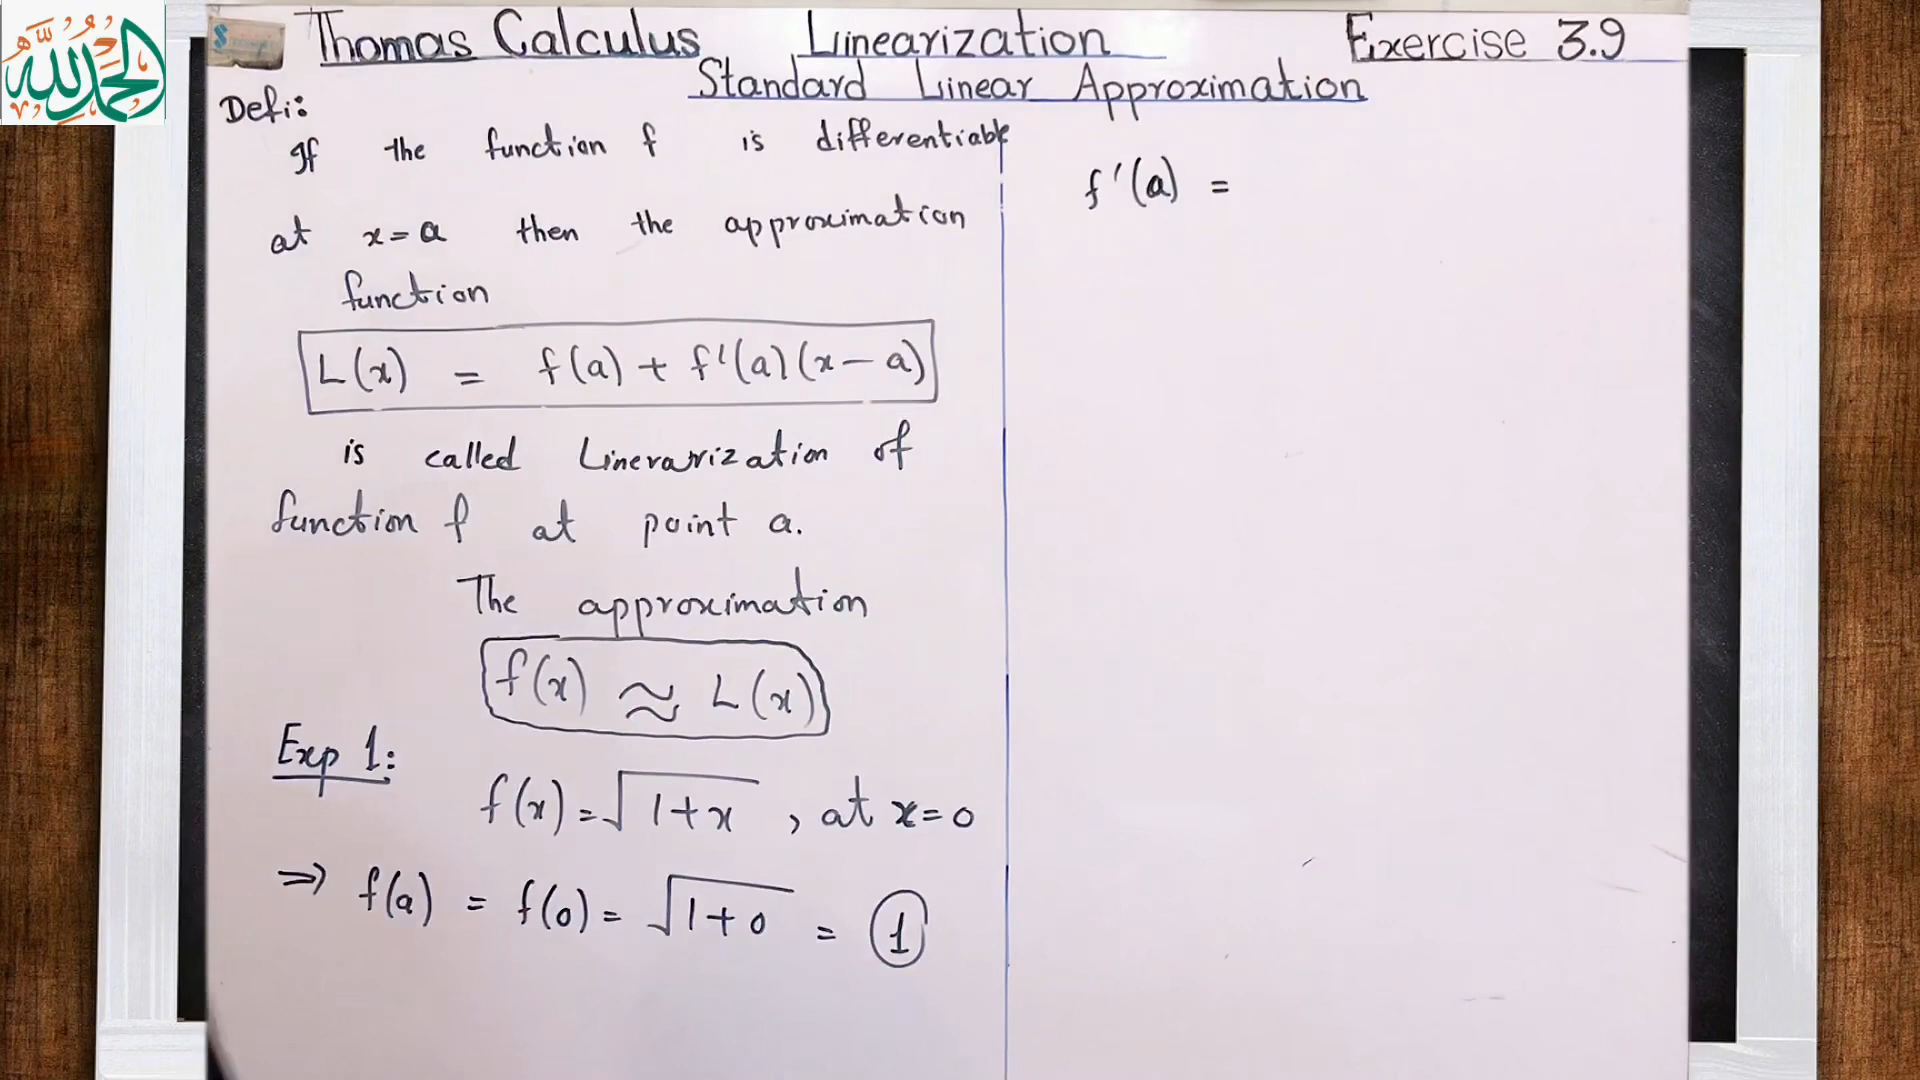 الحمد لله
Thomas Calculus Linearization Exercise 3.9
Standard Linear Approximation
Defi:
If the function f is differentiable
at x = a then the approximation
function
L(x) = f(a) + f'(a)(x - a)
is called Linerarization of
function f at point a.
The approximation
f(x) ≈ L(x)
Exp 1:
f(x) = √1+x , at x = 0
⇒ f(a) = f(0) = √1+0 = 1
f'(a) =